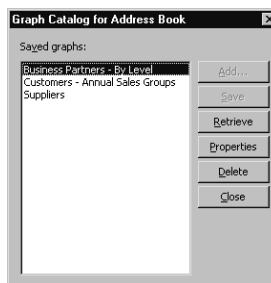 Graph Catalog for Address Book
Saved graphs:
Business Partners - By Level
Customers - Annual Sales Groups
Suppliers
Add...
Save
Retrieve
Properties
Delete
Close